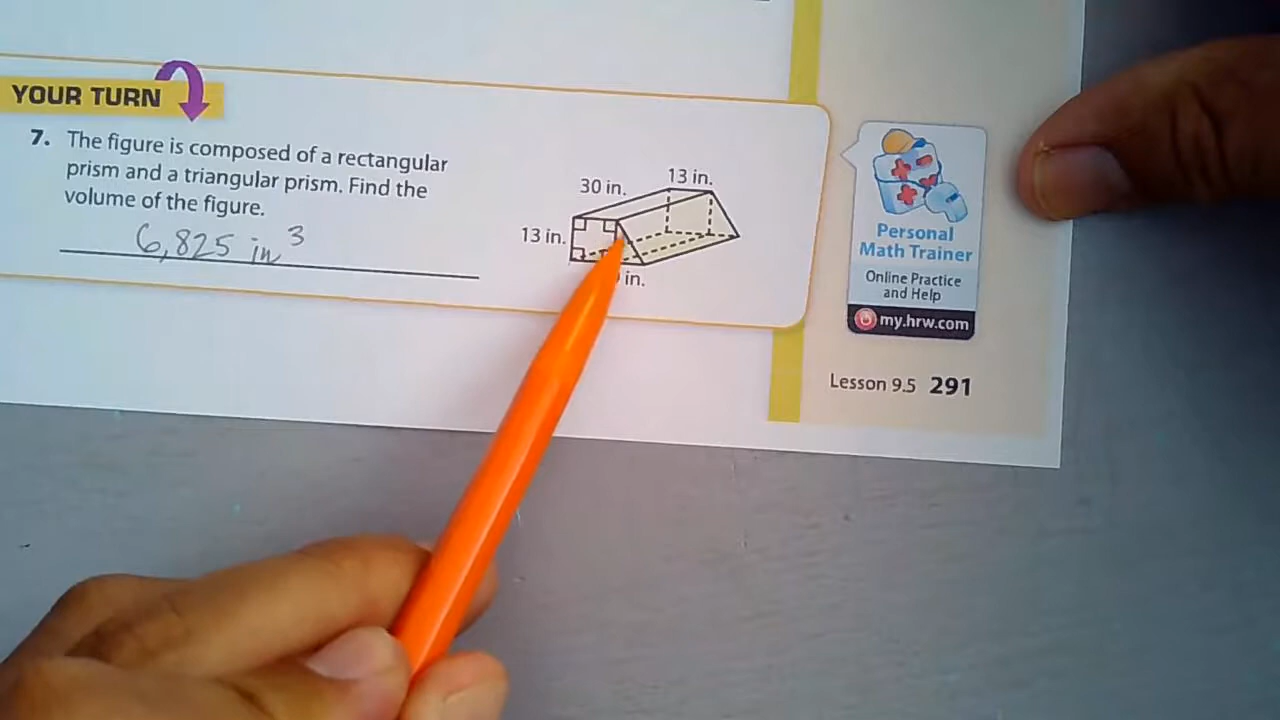 YOUR TURN
7. The figure is composed of a rectangular
prism and a triangular prism. Find the
volume of the figure.
6,825 in³
30 in.
13 in.
13 in.
in.
Personal
Math Trainer
Online Practice
and Help
my.hrw.com
Lesson 9.5 291